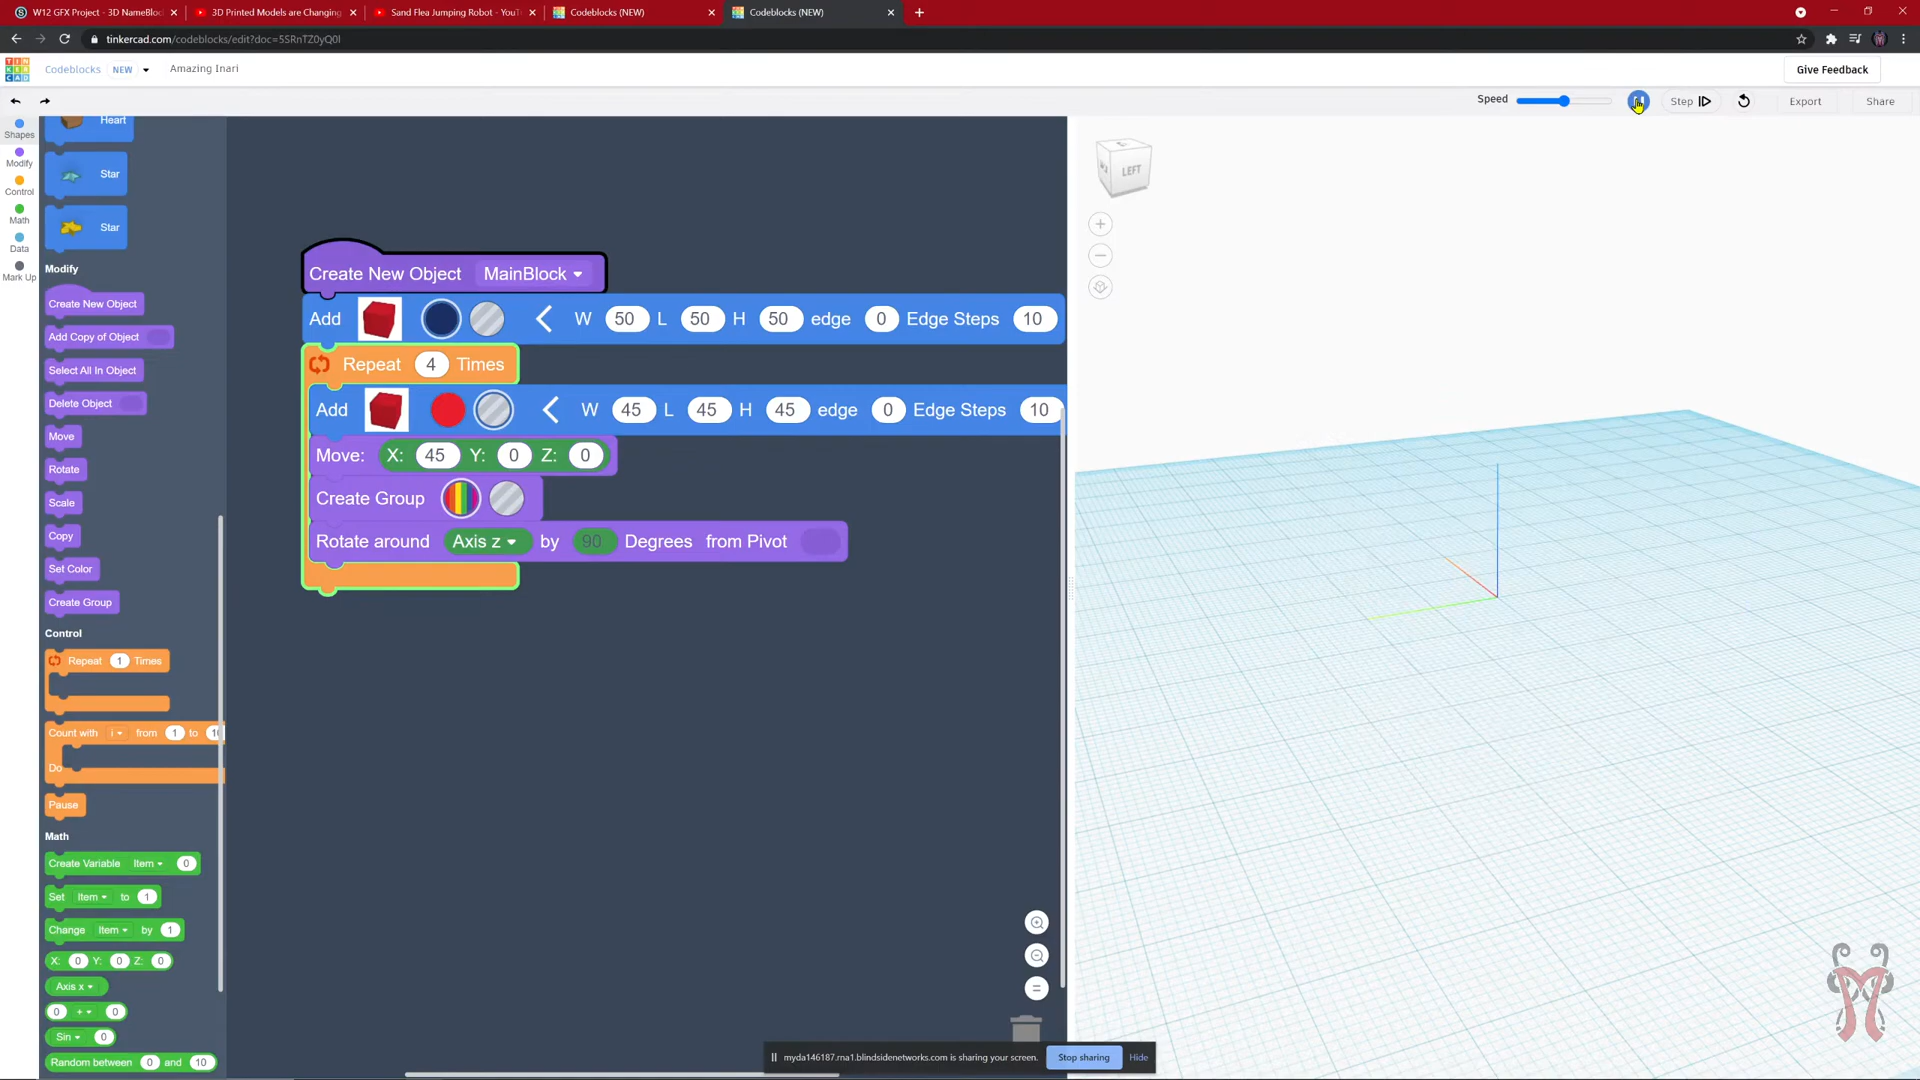 W12 GFX Project - 3D NameBloc
3D Printed Models are Changing
Sand Flea Jumping Robot - YouT
Codeblocks (NEW)
Codeblocks (NEW)
tinkercad.com/codeblocks/edit?doc=5SRnTZ0yQ0I
TIN
KER
CAD
Codeblocks NEW
Amazing Inari
Give Feedback
Speed
Step
Export
Share
Shapes
Modify
Control
Math
Data
Mark Up
Heart
Star
Star
Modify
Create New Object
Add Copy of Object
Select All In Object
Delete Object
Move
Rotate
Scale
Copy
Set Color
Create Group
Control
Repeat 1 Times
Count with i from 1 to 10
Do
Pause
Math
Create Variable Item 0
Set Item to 1
Change Item by 1
X: 0 Y: 0 Z: 0
Axis x
0 + 0
Sin 0
Random between 0 and 10
Create New Object MainBlock
Add W 50 L 50 H 50 edge 0 Edge Steps 10
Repeat 4 Times
Add W 45 L 45 H 45 edge 0 Edge Steps 10
Move: X: 45 Y: 0 Z: 0
Create Group
Rotate around Axis z by 90 Degrees from Pivot
LEFT
myda146187.rna1.blindsidenetworks.com is sharing your screen.
Stop sharing
Hide